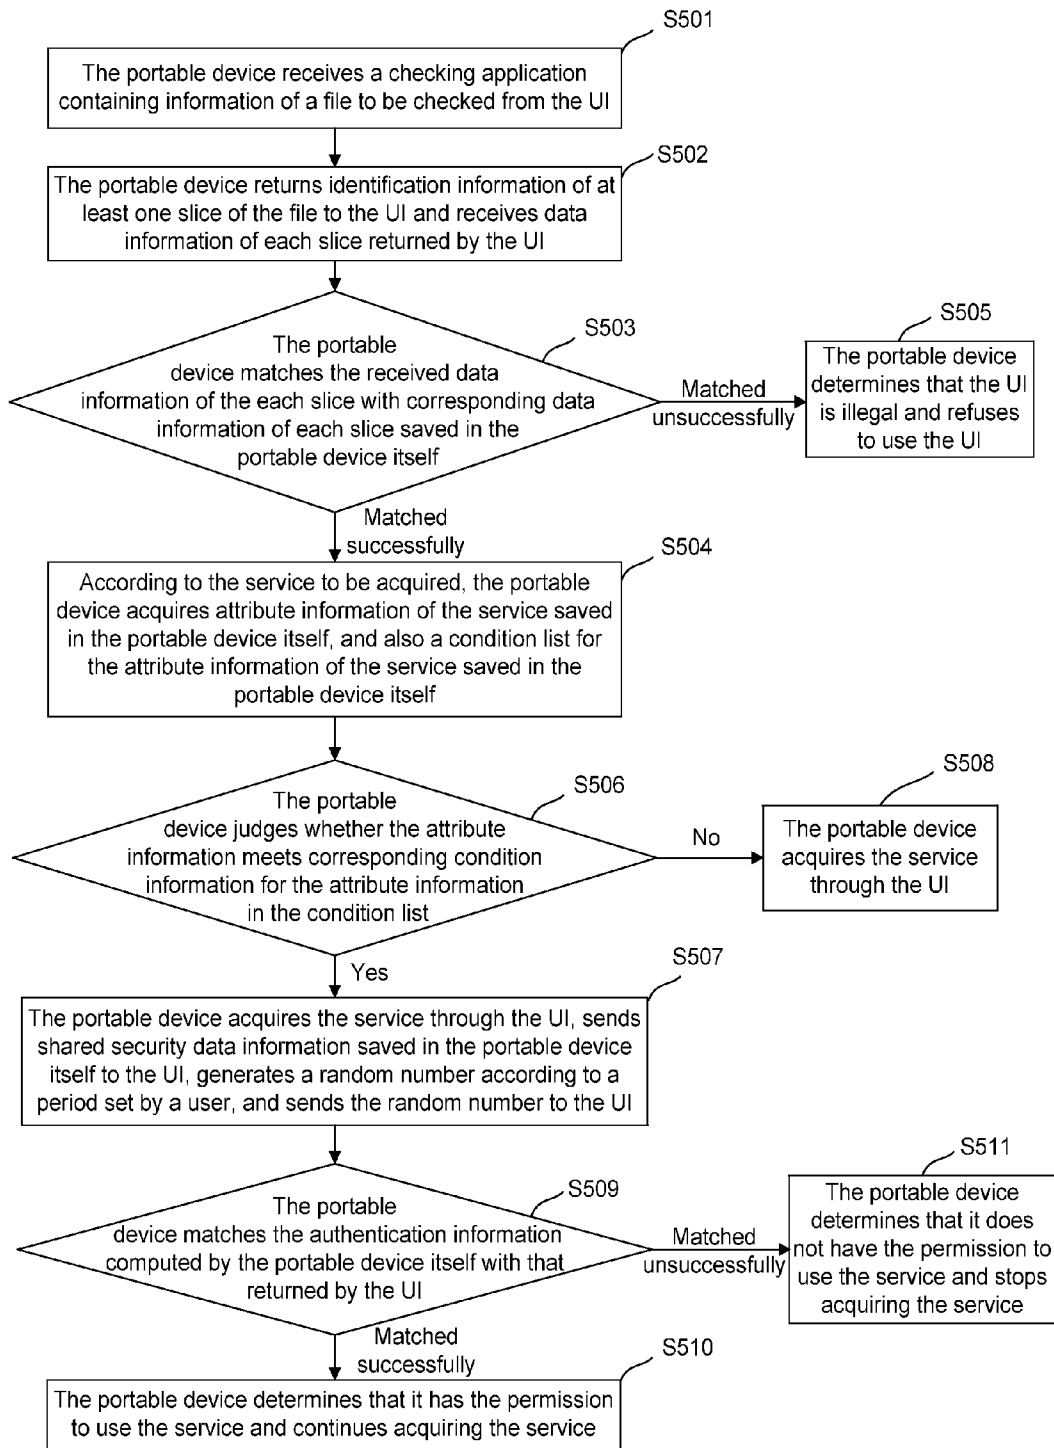 S501
The portable device receives a checking application
containing information of a file to be checked from the UI
S502
The portable device returns identification information of at
least one slice of the file to the UI and receives data
information of each slice returned by the UI
S503
The portable
device matches the received data
information of the each slice with corresponding data
information of each slice saved in the
portable device itself
Matched
unsuccessfully
S505
The portable device
determines that the UI
is illegal and refuses
to use the UI
Matched
successfully
S504
According to the service to be acquired, the portable
device acquires attribute information of the service saved
in the portable device itself, and also a condition list for
the attribute information of the service saved in the
portable device itself
S506
The portable
device judges whether the attribute
information meets corresponding condition
information for the attribute information
in the condition list
No
S508
The portable device
acquires the service
through the UI
Yes
S507
The portable device acquires the service through the UI, sends
shared security data information saved in the portable device
itself to the UI, generates a random number according to a
period set by a user, and sends the random number to the UI
S509
The portable
device matches the authentication information
computed by the portable device itself with that
returned by the UI
Matched
unsuccessfully
S511
The portable device
determines that it does
not have the permission to
use the service and stops
acquiring the service
Matched
successfully
S510
The portable device determines that it has the permission
to use the service and continues acquiring the service